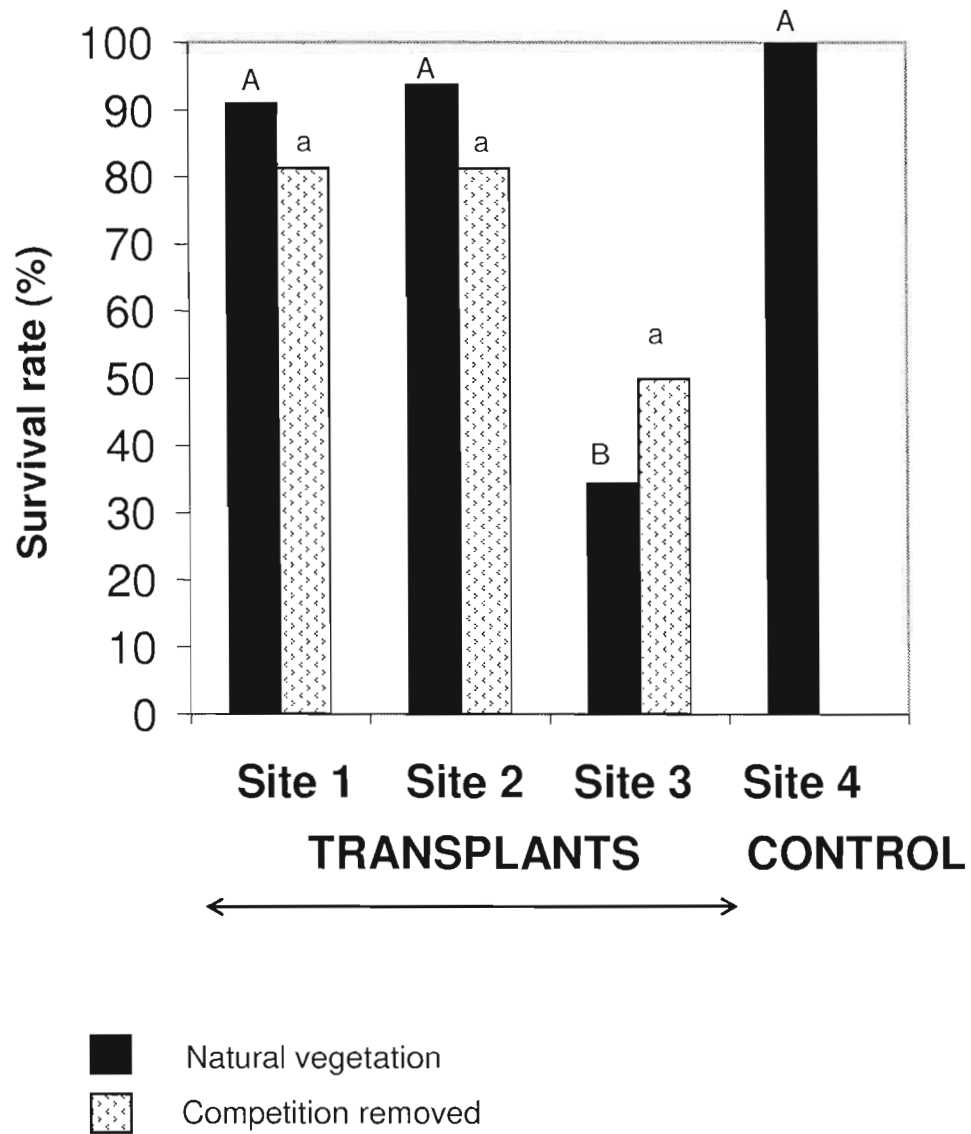 Survival rate (%)
100
90
80
70
60
50
40
30
20
10
0
A
a
A
a
B
a
A
Site 1 Site 2 Site 3 Site 4
TRANSPLANTS CONTROL
Natural vegetation
Competition removed